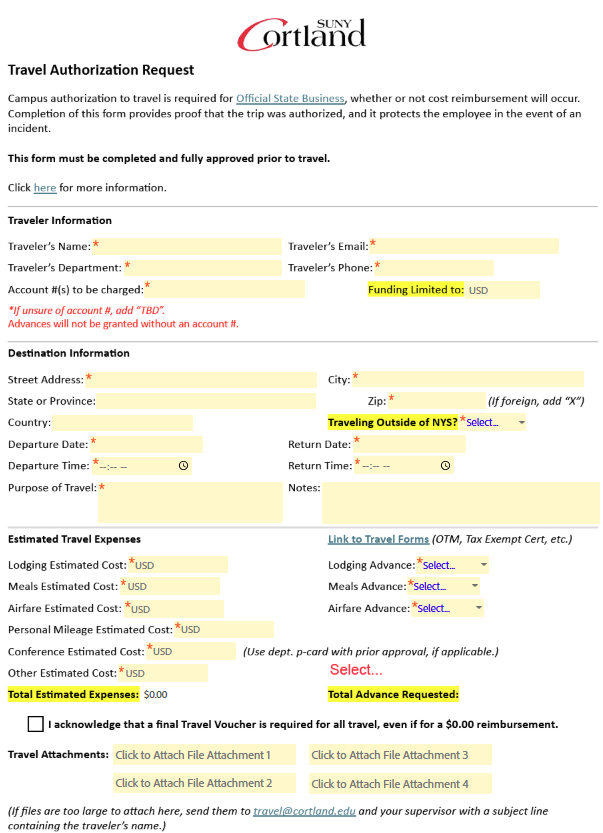 SUNY
Cortland
Travel Authorization Request
Campus authorization to travel is required for Official State Business, whether or not cost reimbursement will occur.
Completion of this form provides proof that the trip was authorized, and it protects the employee in the event of an
incident.
This form must be completed and fully approved prior to travel.
Click here for more information.
Traveler Information
Traveler's Name: * Traveler's Email: *
Traveler's Department: * Traveler's Phone: *
Account #(s) to be charged: * Funding Limited to: USD
*If unsure of account #, add "TBD".
Advances will not be granted without an account #.
Destination Information
Street Address: * City: *
State or Province: Zip: * (If foreign, add "X")
Country: Traveling Outside of NYS? * Select...
Departure Date: * Return Date: *
Departure Time: * --:-- -- Return Time: * --:-- --
Purpose of Travel: * Notes:
Estimated Travel Expenses Link to Travel Forms (OTM, Tax Exempt Cert, etc.)
Lodging Estimated Cost: * USD Lodging Advance: * Select...
Meals Estimated Cost: * USD Meals Advance: * Select...
Airfare Estimated Cost: * USD Airfare Advance: * Select...
Personal Mileage Estimated Cost: * USD
Conference Estimated Cost: * USD (Use dept. p-card with prior approval, if applicable.)
Other Estimated Cost: * USD Select...
Total Estimated Expenses: $0.00 Total Advance Requested:
I acknowledge that a final Travel Voucher is required for all travel, even if for a $0.00 reimbursement.
Travel Attachments: Click to Attach File Attachment 1 Click to Attach File Attachment 3
Click to Attach File Attachment 2 Click to Attach File Attachment 4
(If files are too large to attach here, send them to travel@cortland.edu and your supervisor with a subject line
containing the traveler's name.)